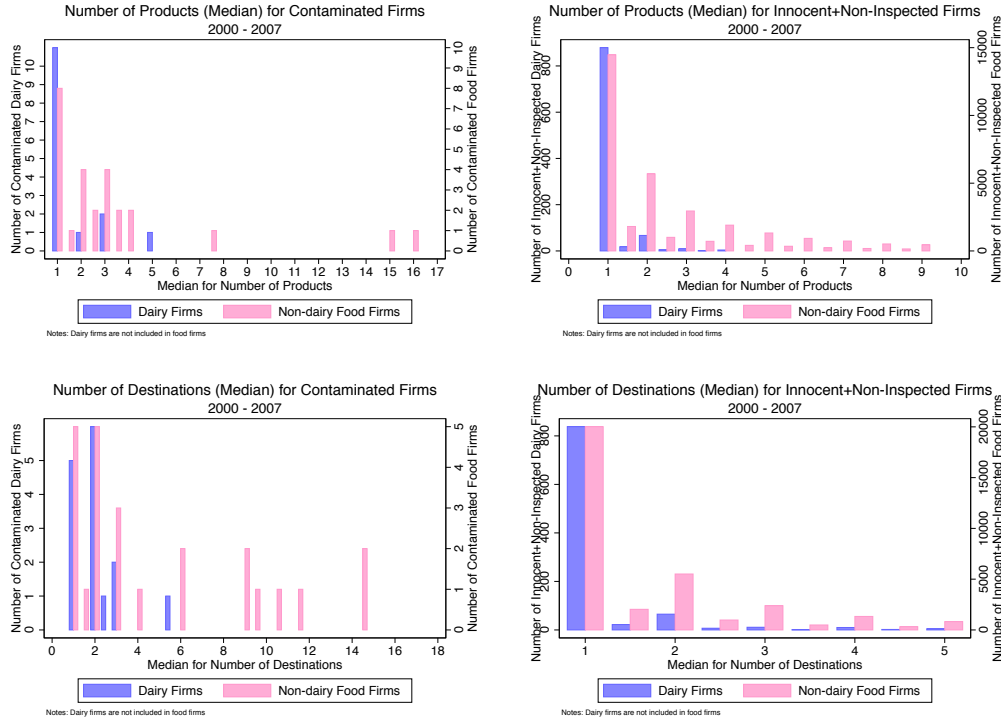 Number of Products (Median) for Contaminated Firms
2000 - 2007
Number of Contaminated Dairy Firms
0 1 2 3 4 5 6 7 8 9 10
Number of Contaminated Food Firms
0 1 2 3 4 5 6 7 8 9 10
1 2 3 4 5 6 7 8 9 10 11 12 13 14 15 16 17
Median for Number of Products
Dairy Firms Non-dairy Food Firms
Notes: Dairy firms are not included in food firms
Number of Products (Median) for Innocent+Non-Inspected Firms
2000 - 2007
Number of Innocent+Non-Inspected Dairy Firms
0 200 400 600 800
Number of Innocent+Non-Inspected Food Firms
0 5000 10000 15000
0 1 2 3 4 5 6 7 8 9 10
Median for Number of Products
Dairy Firms Non-dairy Food Firms
Notes: Dairy firms are not included in food firms
Number of Destinations (Median) for Contaminated Firms
2000 - 2007
Number of Contaminated Dairy Firms
0 1 2 3 4 5
Number of Contaminated Food Firms
0 1 2 3 4 5
0 2 4 6 8 10 12 14 16 18
Median for Number of Destinations
Dairy Firms Non-dairy Food Firms
Notes: Dairy firms are not included in food firms
Number of Destinations (Median) for Innocent+Non-Inspected Firms
2000 - 2007
Number of Innocent+Non-Inspected Dairy Firms
0 200 400 600 800
Number of Innocent+Non-Inspected Food Firms
0 5000 10000 15000 20000
1 2 3 4 5
Median for Number of Destinations
Dairy Firms Non-dairy Food Firms
Notes: Dairy firms are not included in food firms